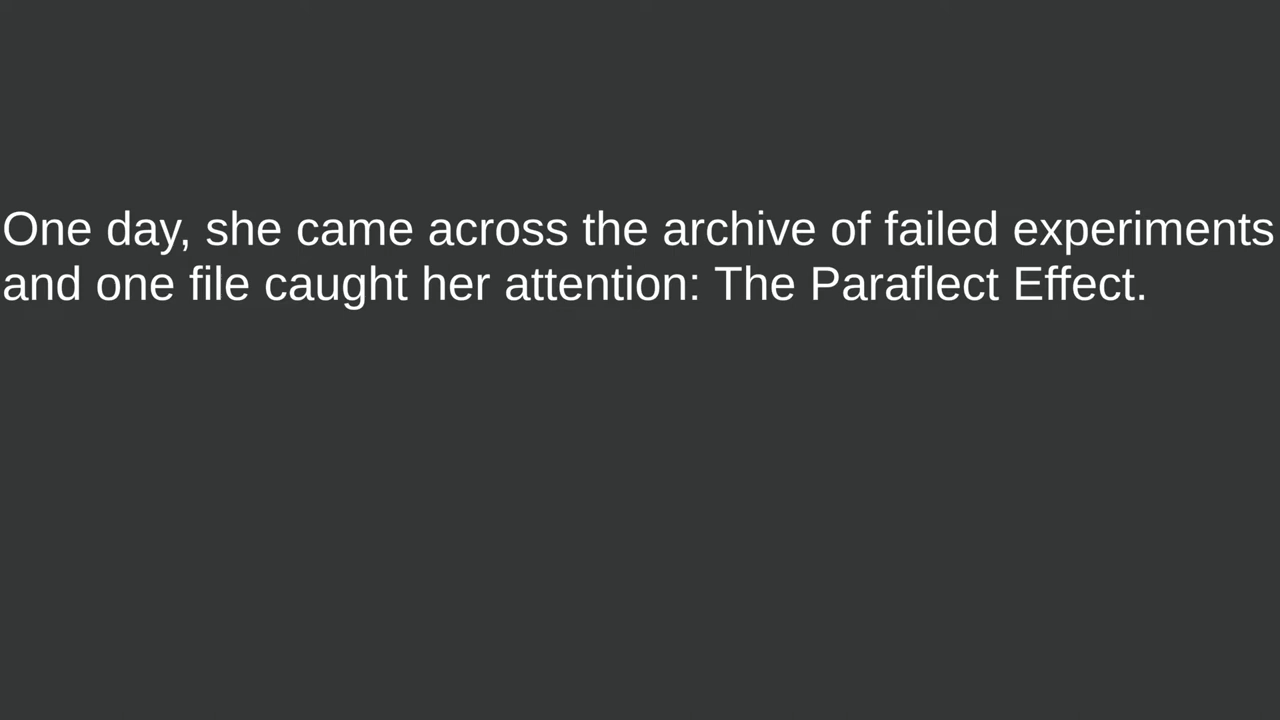 One day, she came across the archive of failed experiments
and one file caught her attention: The Paraflect Effect.